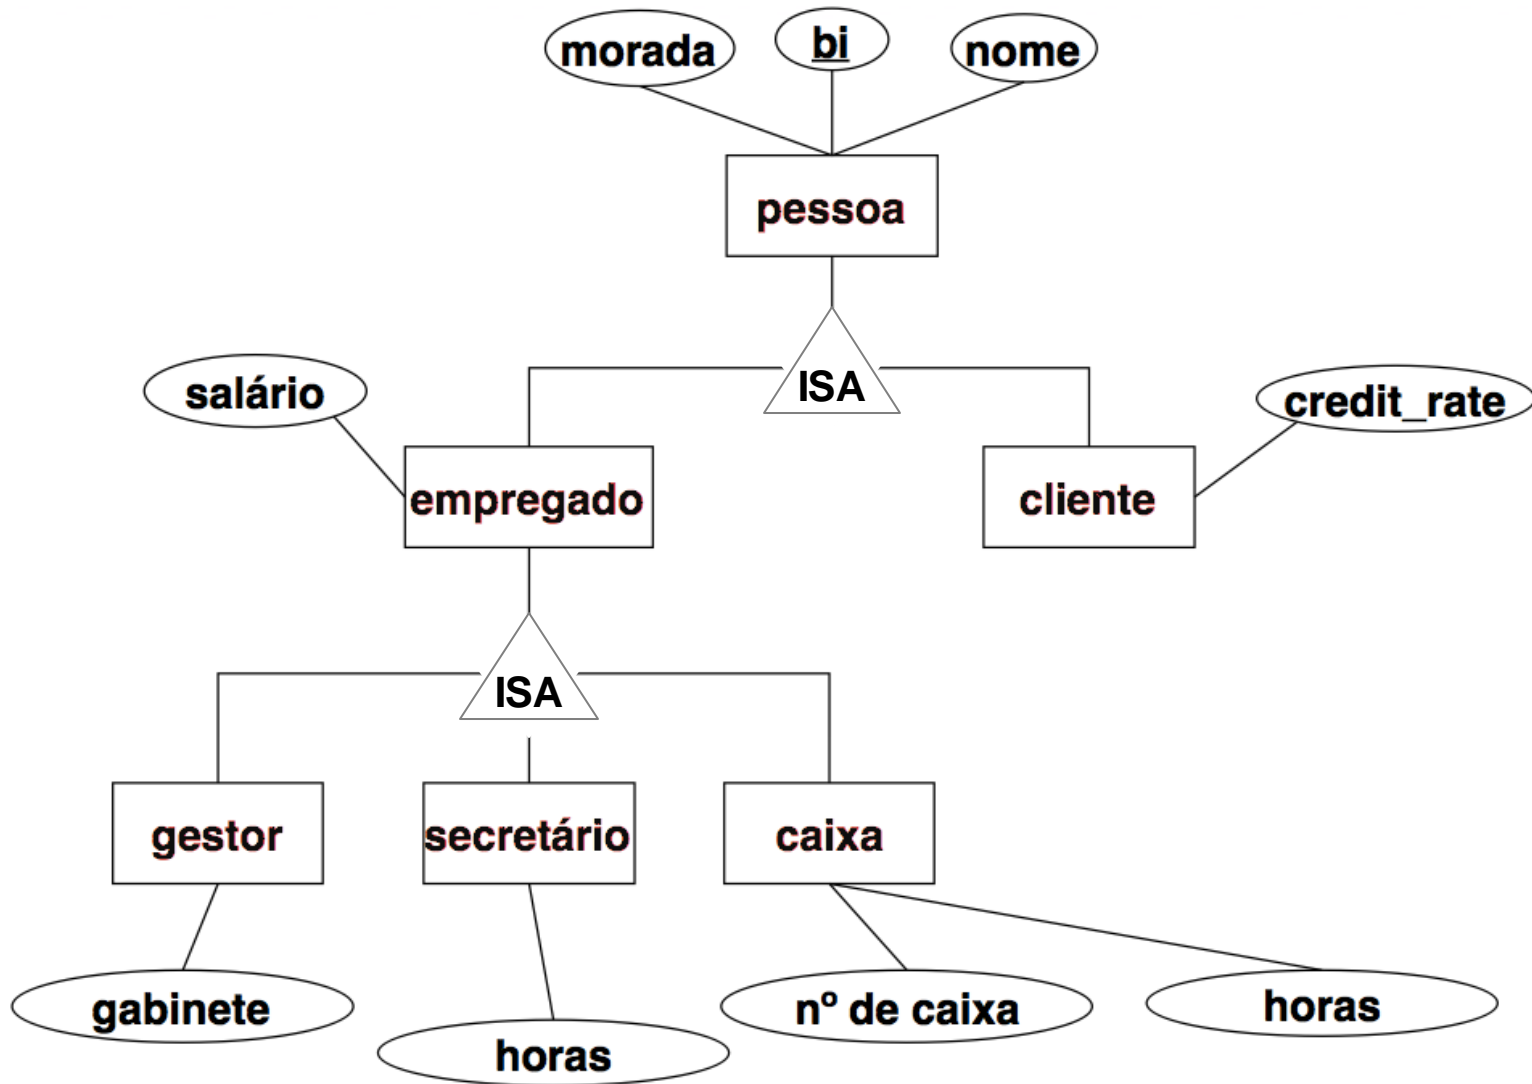 morada
bi
nome
pessoa
ISA
salário
credit_rate
empregado
cliente
ISA
gestor
secretário
caixa
gabinete
horas
nº de caixa
horas